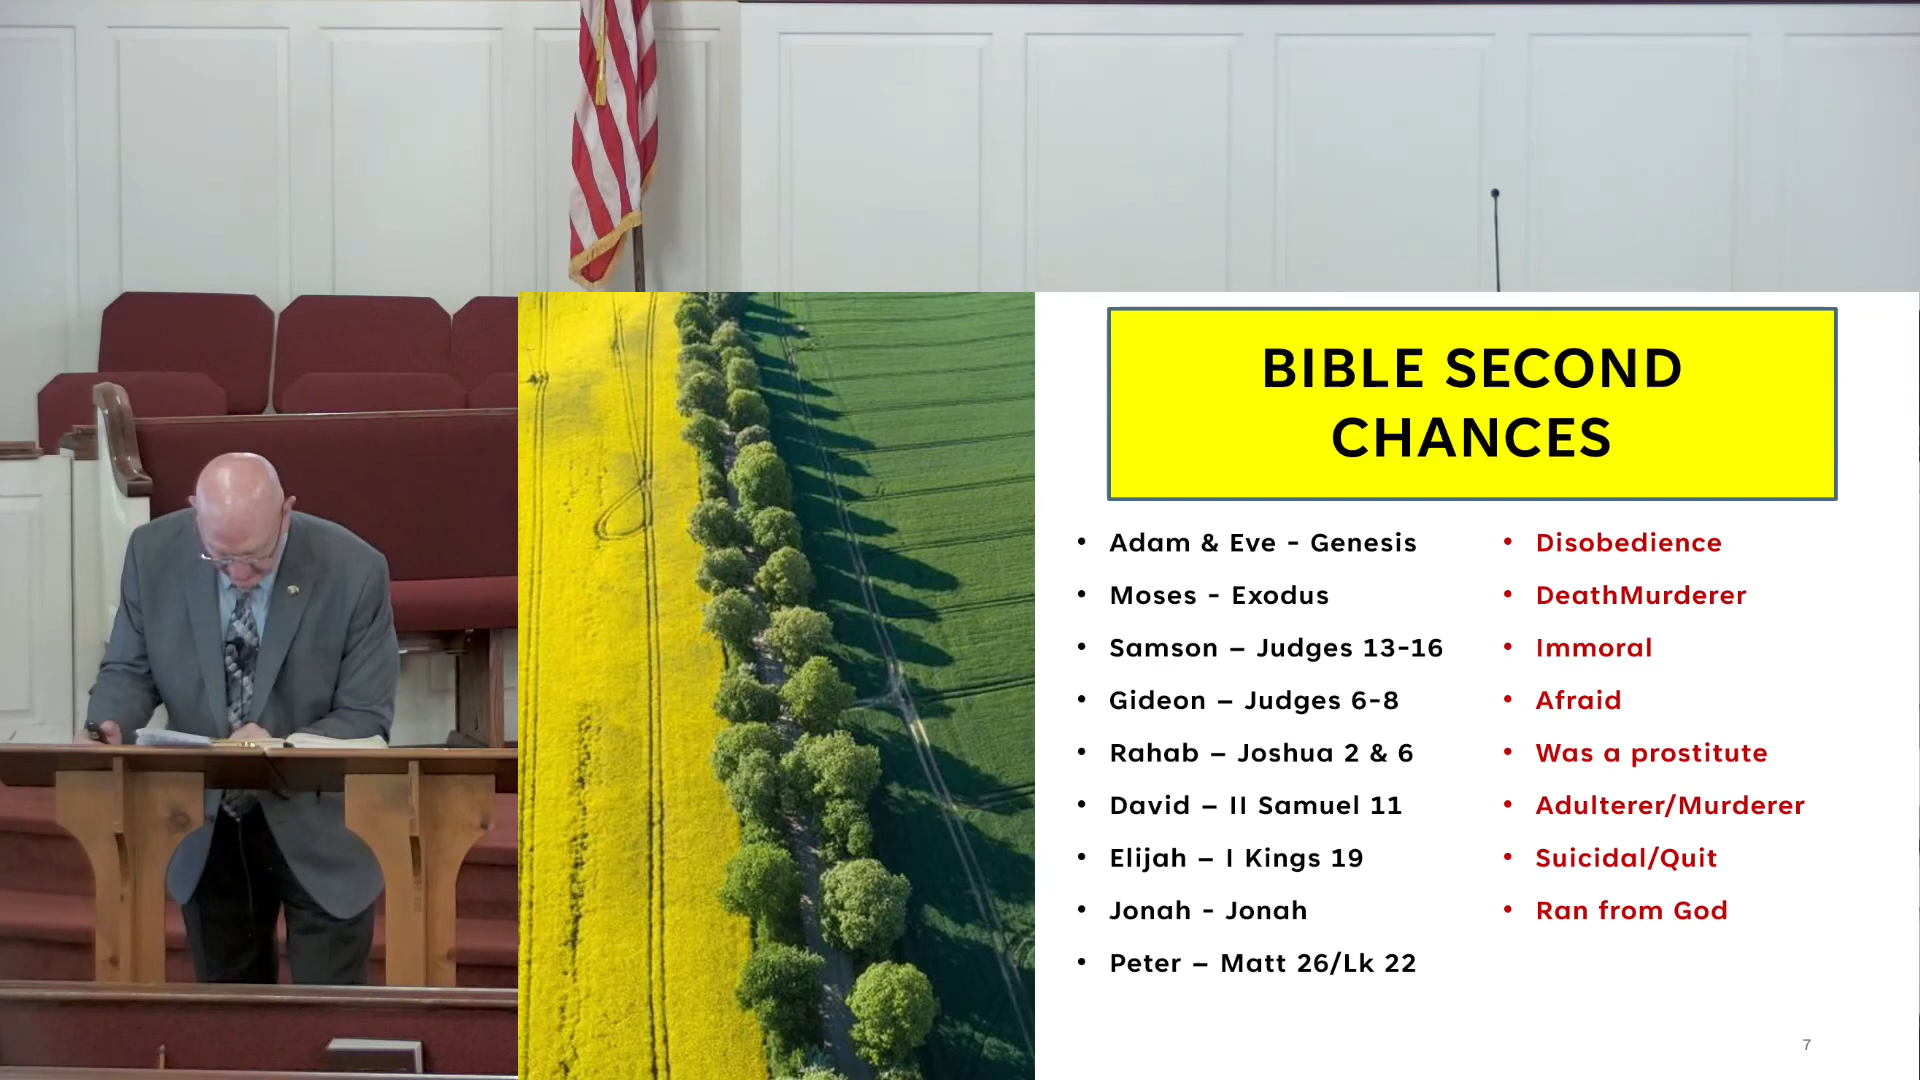 BIBLE SECOND
CHANCES
• Adam & Eve - Genesis
• Moses - Exodus
• Samson – Judges 13-16
• Gideon – Judges 6-8
• Rahab – Joshua 2 & 6
• David – II Samuel 11
• Elijah – I Kings 19
• Jonah - Jonah
• Peter – Matt 26/Lk 22
• Disobedience
• DeathMurderer
• Immoral
• Afraid
• Was a prostitute
• Adulterer/Murderer
• Suicidal/Quit
• Ran from God
7